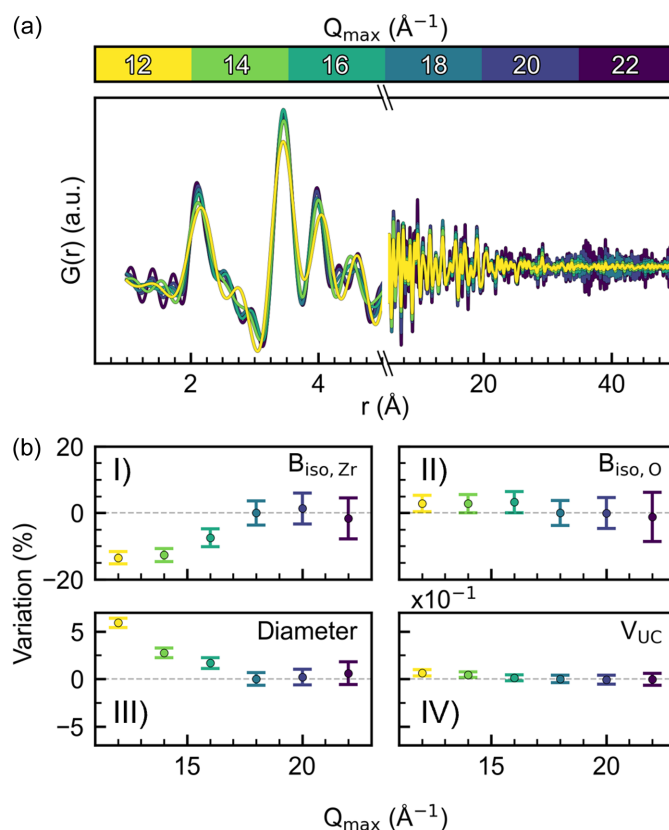 (a)
Qmax (Å⁻¹)
12 14 16 18 20 22
G(r) (a.u.)
2 4 20 40
r (Å)
(b)
20
0
−20
I)
Biso, Zr
II)
Biso, O
Variation (%)
×10⁻¹
5
0
−5
Diameter
III)
VUC
IV)
15 20 15 20
Qmax (Å⁻¹)